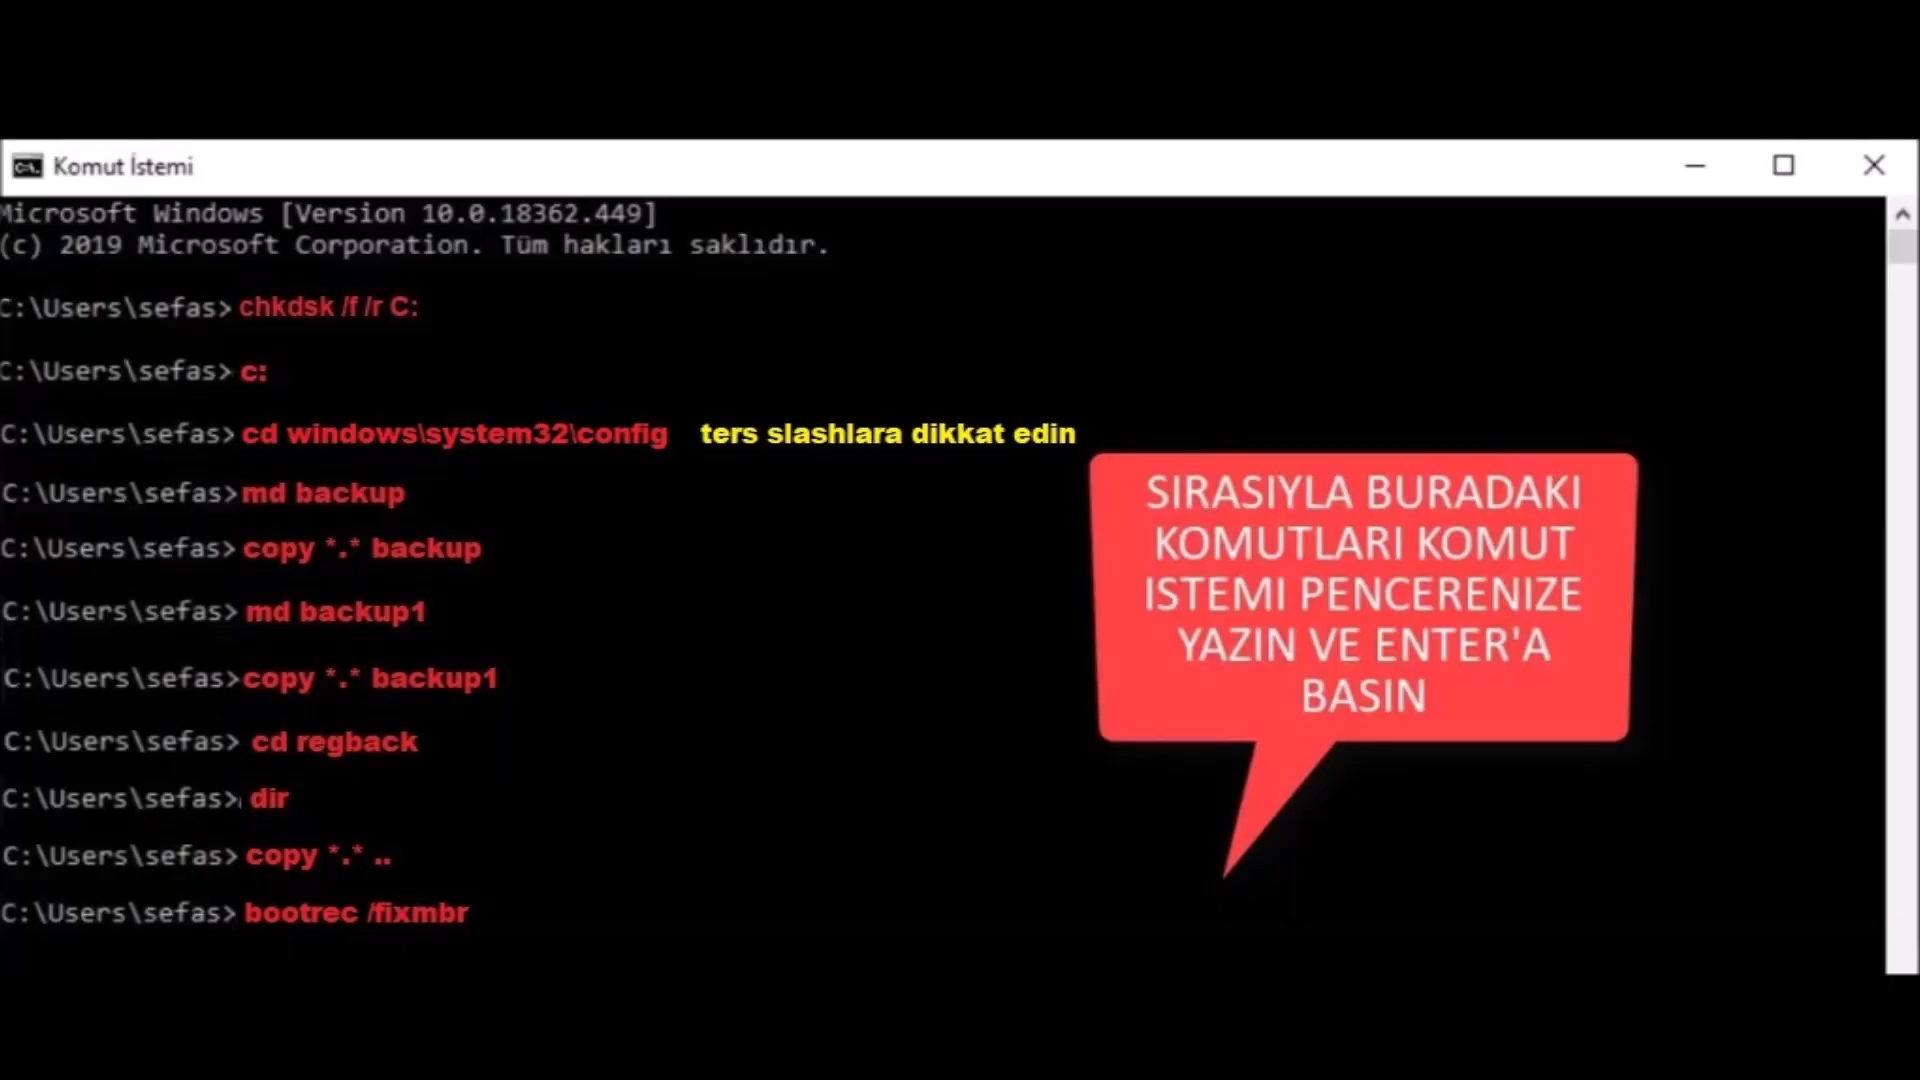 Komut İstemi
Microsoft Windows [Version 10.0.18362.449]
(c) 2019 Microsoft Corporation. Tüm hakları saklıdır.
C:\Users\sefas> chkdsk /f /r C:
C:\Users\sefas> c:
C:\Users\sefas> cd windows\system32\config ters slashlara dikkat edin
C:\Users\sefas> md backup
C:\Users\sefas> copy *.* backup
C:\Users\sefas> md backup1
C:\Users\sefas> copy *.* backup1
C:\Users\sefas> cd regback
C:\Users\sefas> dir
C:\Users\sefas> copy *.* ..
C:\Users\sefas> bootrec /fixmbr
SIRASIYLA BURADAKI
KOMUTLARI KOMUT
ISTEMI PENCERENIZE
YAZIN VE ENTER'A
BASIN